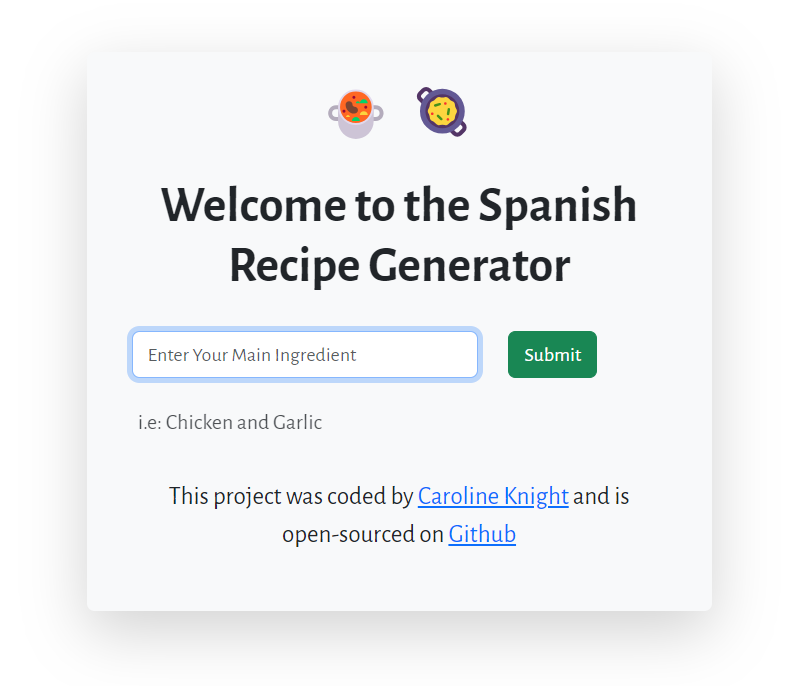 Welcome to the Spanish
Recipe Generator
Enter Your Main Ingredient
Submit
i.e: Chicken and Garlic
This project was coded by Caroline Knight and is
open-sourced on Github